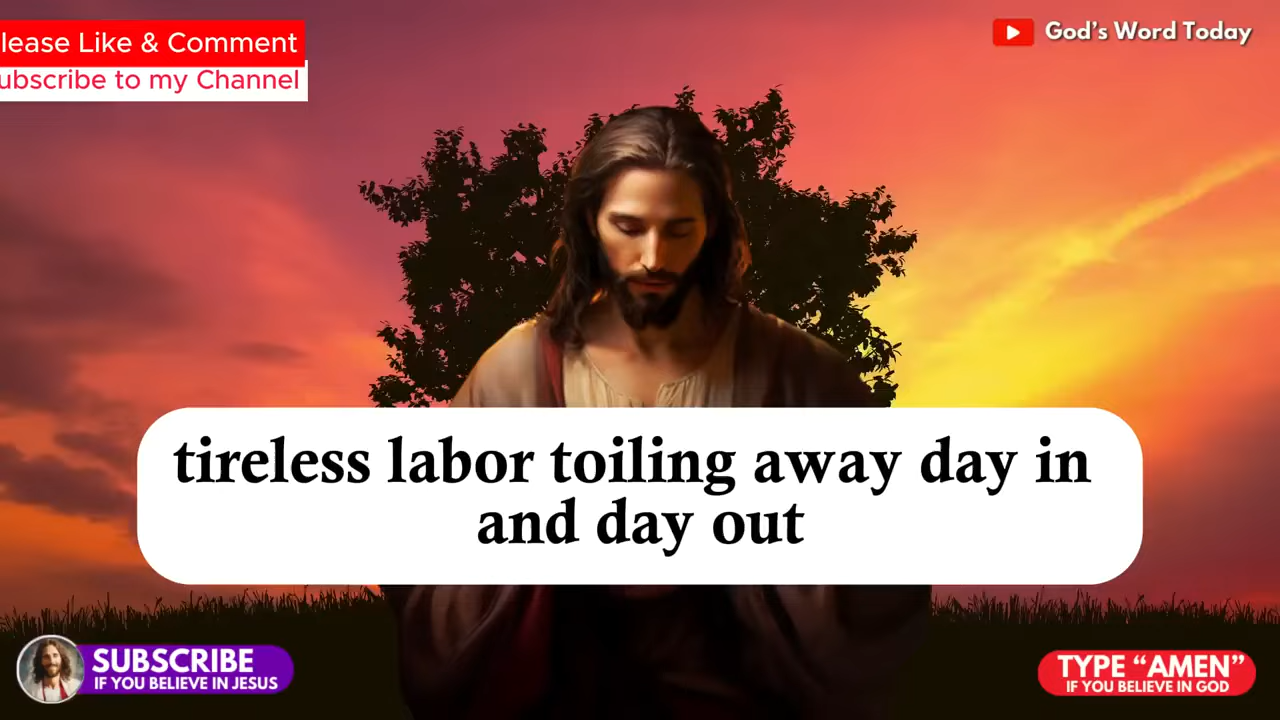 lease Like & Comment
ubscribe to my Channel
God's Word Today
tireless labor toiling away day in
and day out
SUBSCRIBE
IF YOU BELIEVE IN JESUS
TYPE “AMEN”
IF YOU BELIEVE IN GOD